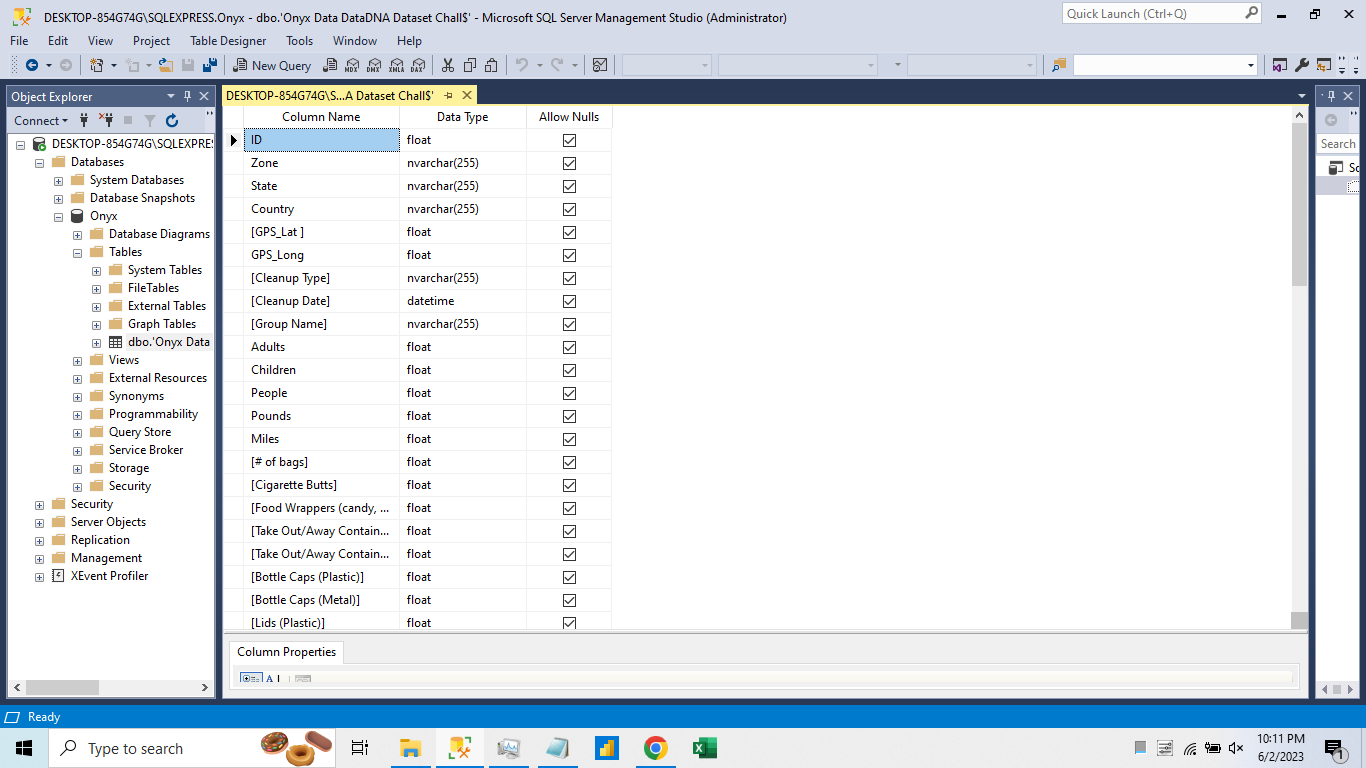 DESKTOP-854G74G\SQLEXPRESS.Onyx - dbo.'Onyx Data DataDNA Dataset Chall$' - Microsoft SQL Server Management Studio (Administrator)
Quick Launch (Ctrl+Q)
File Edit View Project Table Designer Tools Window Help
New Query MDX DMX XMLA DAX
Object Explorer
Connect
DESKTOP-854G74G\SQLEXPRES
Databases
System Databases
Database Snapshots
Onyx
Database Diagrams
Tables
System Tables
FileTables
External Tables
Graph Tables
dbo.'Onyx Data
Views
External Resources
Synonyms
Programmability
Query Store
Service Broker
Storage
Security
Security
Server Objects
Replication
Management
XEvent Profiler
DESKTOP-854G74G\S...A Dataset Chall$'
Column Name Data Type Allow Nulls
ID float
Zone nvarchar(255)
State nvarchar(255)
Country nvarchar(255)
[GPS_Lat ] float
GPS_Long float
[Cleanup Type] nvarchar(255)
[Cleanup Date] datetime
[Group Name] nvarchar(255)
Adults float
Children float
People float
Pounds float
Miles float
[# of bags] float
[Cigarette Butts] float
[Food Wrappers (candy, ... float
[Take Out/Away Contain... float
[Take Out/Away Contain... float
[Bottle Caps (Plastic)] float
[Bottle Caps (Metal)] float
[Lids (Plastic)] float
Column Properties
Search
So
Ready
Type to search
10:11 PM
6/2/2023
1